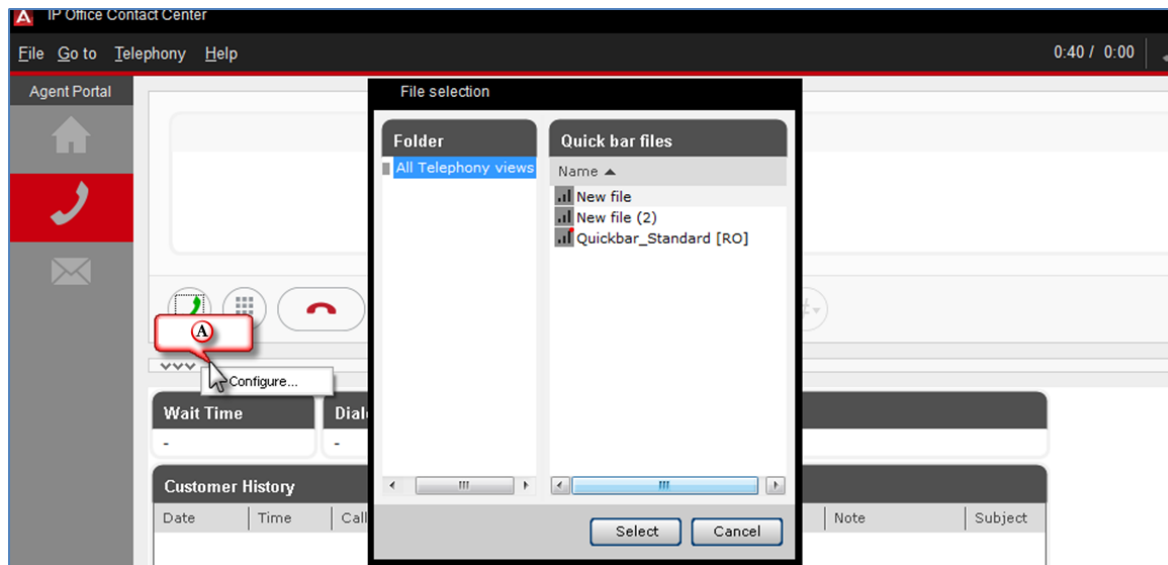 IP Office Contact Center
File Go to Telephony Help
0:40 / 0:00
Agent Portal
File selection
Folder
All Telephony views
Quick bar files
Name
New file
New file (2)
Quickbar_Standard [RO]
A
Configure...
Wait Time
-
-
Customer History
Date Time Call
Note Subject
Select Cancel